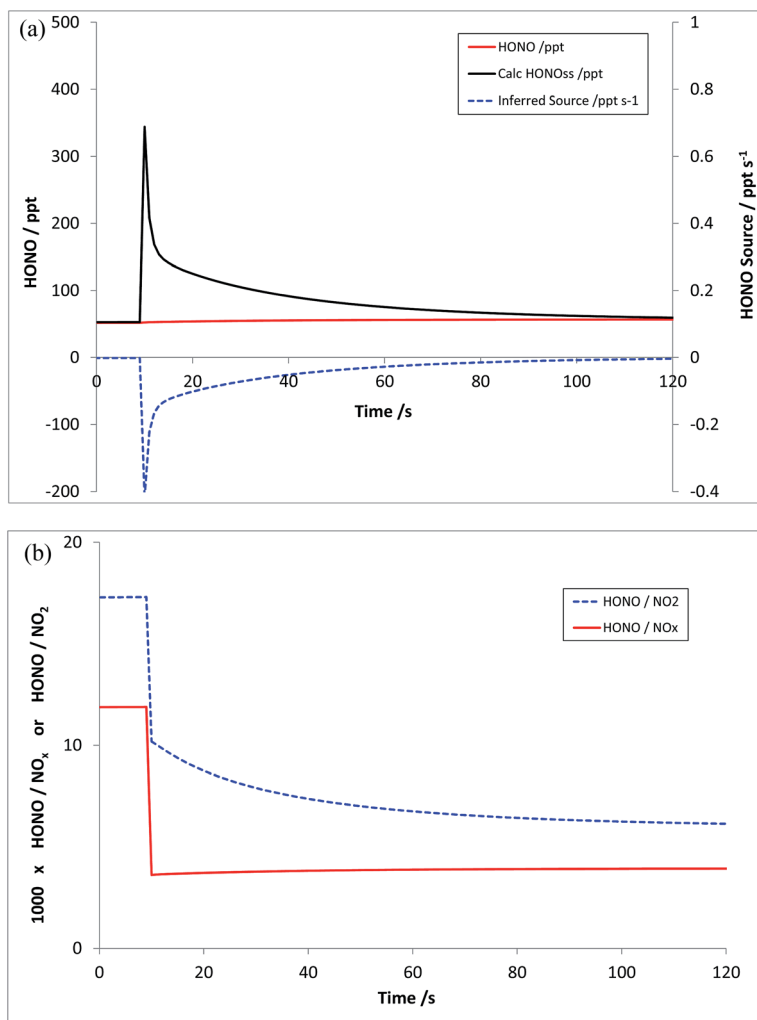 (a)
500
400
300
200
100
0
-100
-200
HONO / ppt
0
20
40
60
80
100
120
Time /s
1
0.8
0.6
0.4
0.2
0
-0.2
-0.4
HONO Source / ppt s-1
HONO /ppt
Calc HONOss /ppt
Inferred Source /ppt s-1
(b)
20
10
0
1000 x HONO/NOx or HONO / NO2
HONO / NO2
HONO / NOx
0
20
40
60
80
100
120
Time /s